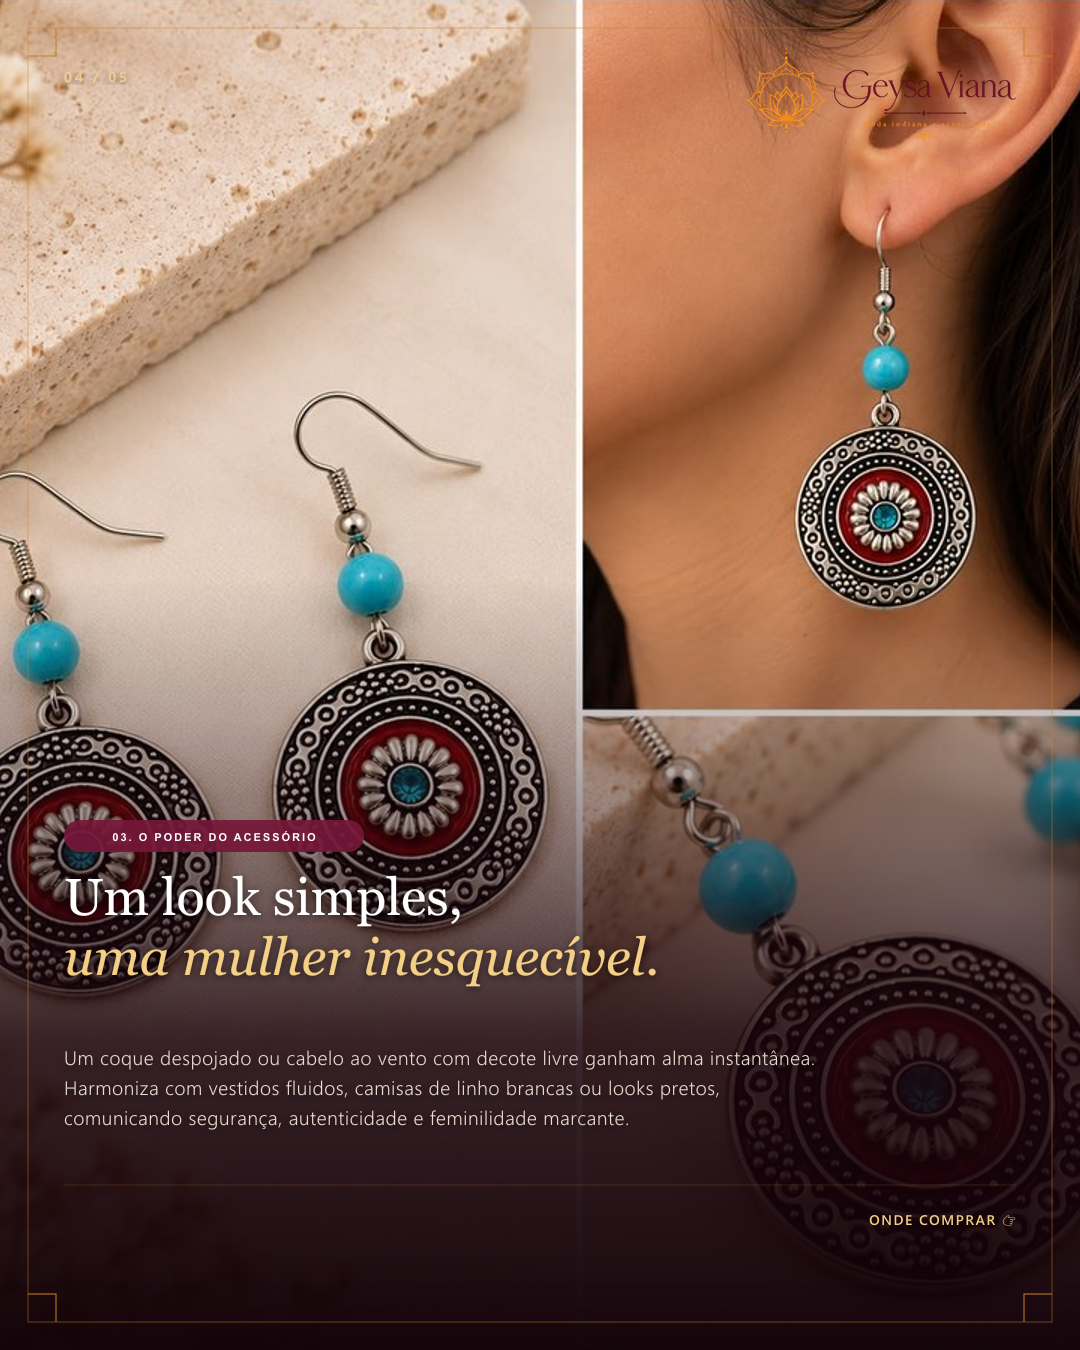 04 / 05
Geysa Viana
indiana
03. O PODER DO ACESSÓRIO
Um look simples,
uma mulher inesquecível.
Um coque despojado ou cabelo ao vento com decote livre ganham alma instantânea.
Harmoniza com vestidos fluidos, camisas de linho brancas ou looks pretos,
comunicando segurança, autenticidade e feminilidade marcante.
ONDE COMPRAR ☞